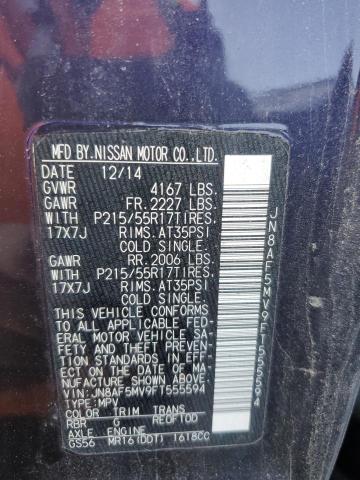 MFD BY.NISSAN MOTOR CO.,LTD.
DATE 12/14
GVWR 4167 LBS.
GAWR FR. 2227 LBS.
WITH P215/55R17TIRES.
17X7J RIMS. AT35PSI
COLD SINGLE.
GAWR RR. 2006 LBS.
WITH P215/55R17TIRES.
17X7J RIMS. AT35PSI
COLD SINGLE.
THIS VEHICLE CONFORMS
TO ALL APPLICABLE FED-
ERAL MOTOR VEHICLE SA-
FETY AND THEFT PREVEN-
TION STANDARDS IN EFF-
ECT ON THE DATE OF MA-
NUFACTURE SHOWN ABOVE.
VIN:JN8AF5MV9FT555594
TYPE:MPV
COLOR TRIM TRANS
RBR G RE0F10D
AXLE ENGINE
GS56 MR16(DDT) 1618CC
JN8AF5MV9FT555594